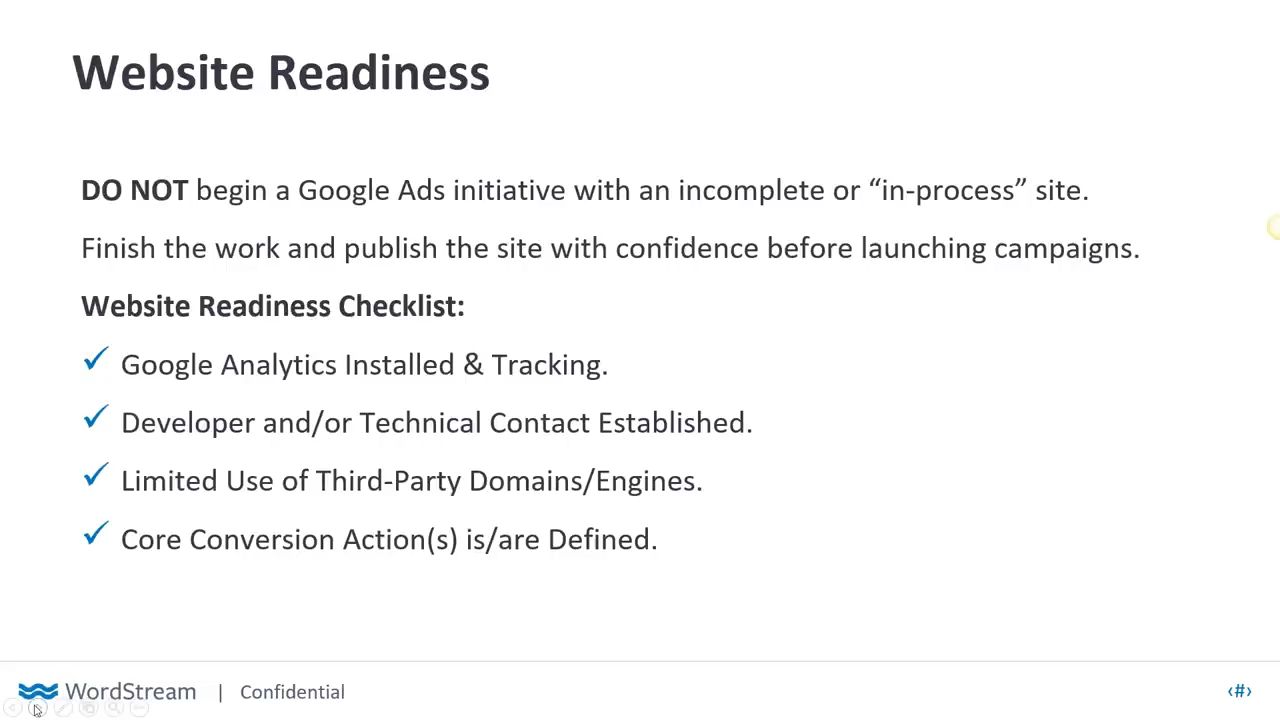 Website Readiness
DO NOT begin a Google Ads initiative with an incomplete or “in-process” site.
Finish the work and publish the site with confidence before launching campaigns.
Website Readiness Checklist:
Google Analytics Installed & Tracking.
Developer and/or Technical Contact Established.
Limited Use of Third-Party Domains/Engines.
Core Conversion Action(s) is/are Defined.
WordStream | Confidential ‹#›